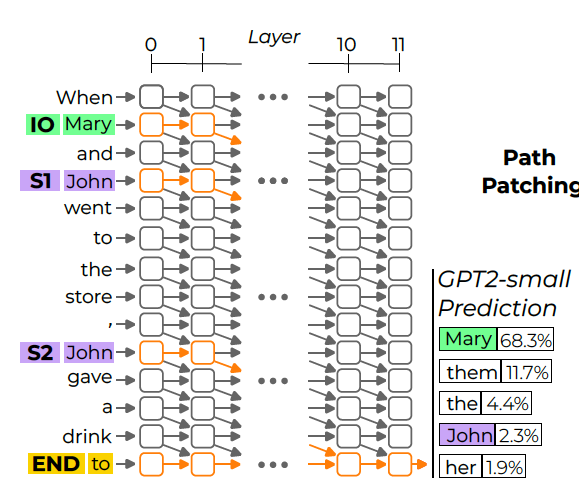 Layer
0 1 10 11
When
IO Mary
and
S1 John
went
to
the
store
,
S2 John
gave
a
drink
END to
Path
Patching
GPT2-small
Prediction
Mary 68.3%
them 11.7%
the 4.4%
John 2.3%
her 1.9%